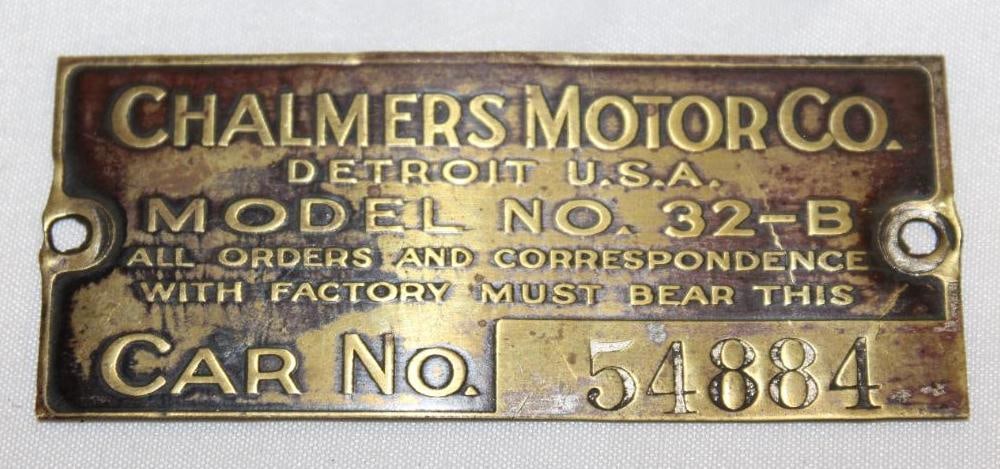 CHALMERS MOTOR CO.
DETROIT U.S.A.
MODEL NO. 32-B
ALL ORDERS AND CORRESPONDENCE
WITH FACTORY MUST BEAR THIS
CAR NO. 54884